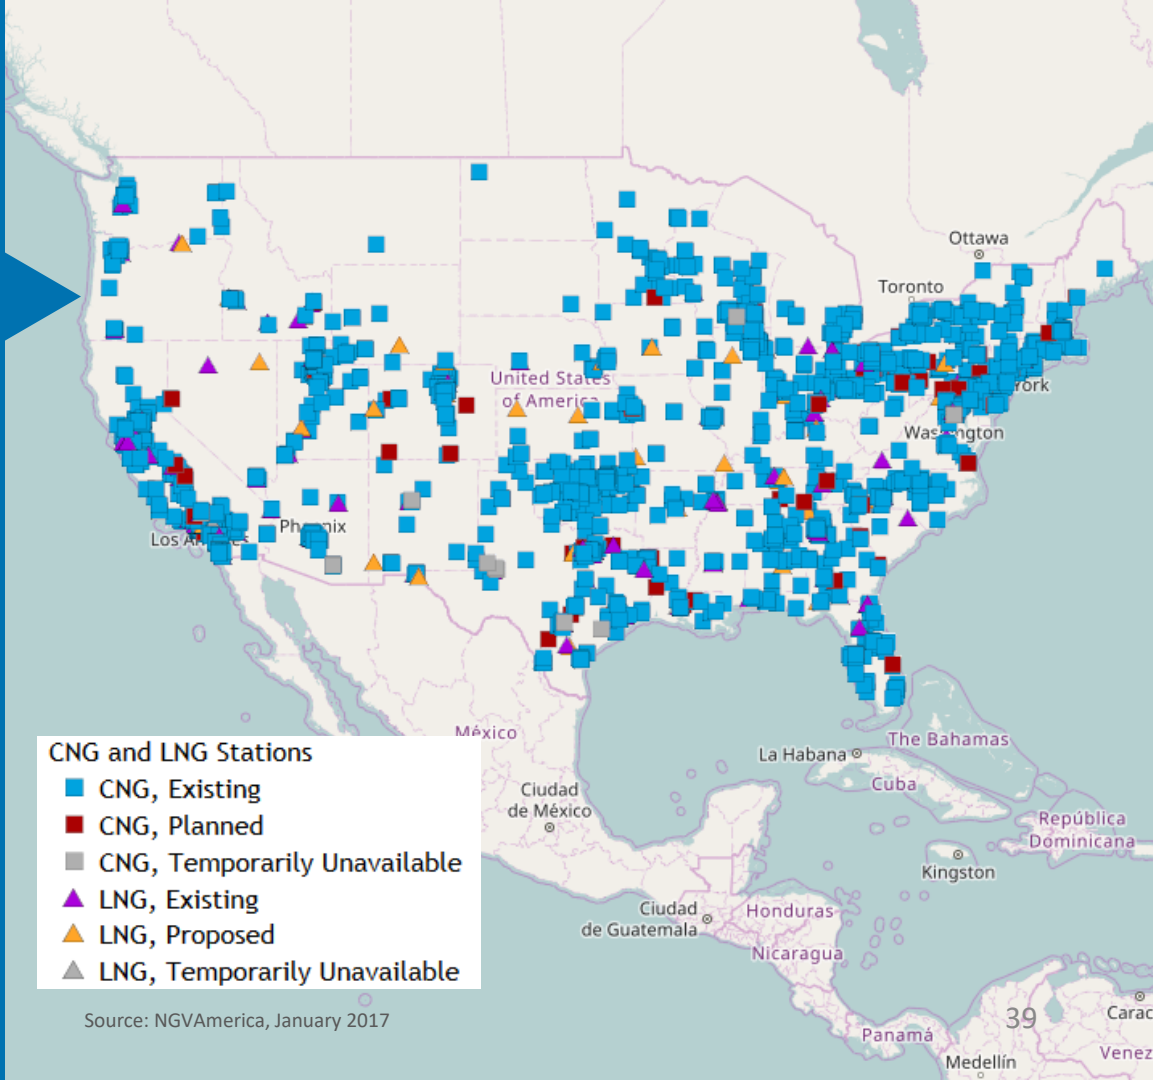 Ottawa
Toronto
United States
of America
York
Washington
Phoenix
Los Angeles
México
La Habana
The Bahamas
Cuba
Ciudad
de México
República
Dominicana
Kingston
Ciudad
de Guatemala
Honduras
Nicaragua
CNG and LNG Stations
CNG, Existing
CNG, Planned
CNG, Temporarily Unavailable
LNG, Existing
LNG, Proposed
LNG, Temporarily Unavailable
Source: NGVAmerica, January 2017
39
Carac
Panamá
Venez
Medellín